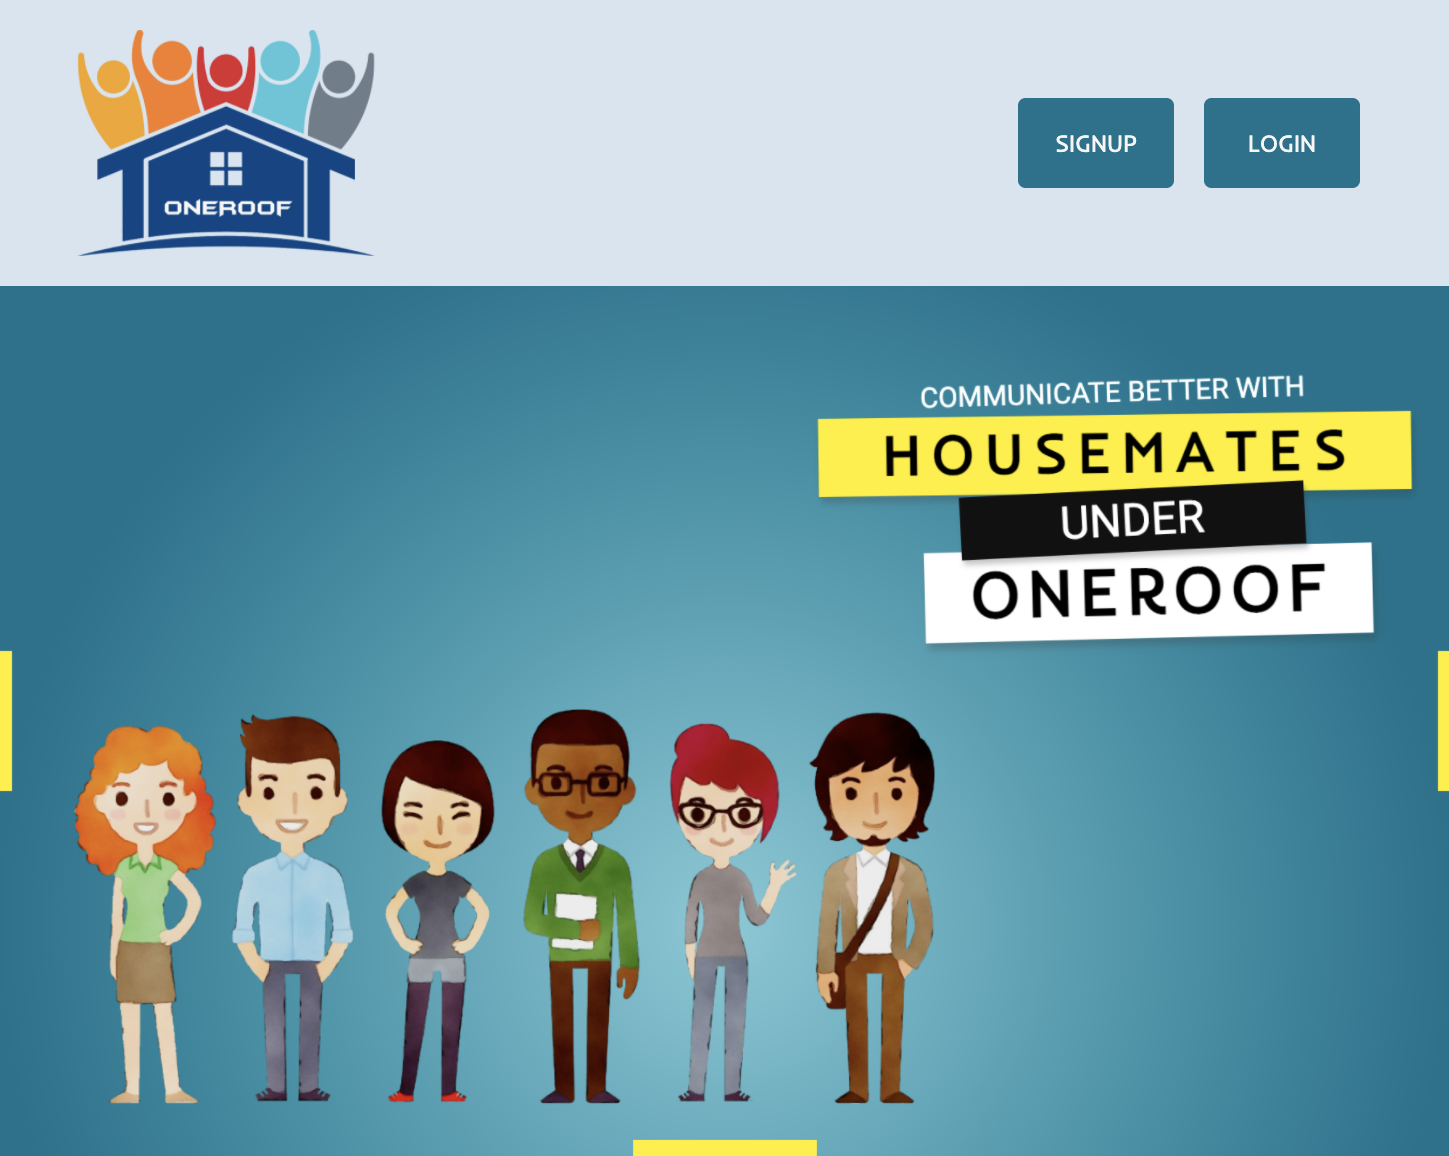 ONEROOF
SIGNUP
LOGIN
COMMUNICATE BETTER WITH
HOUSEMATES
UNDER
ONEROOF